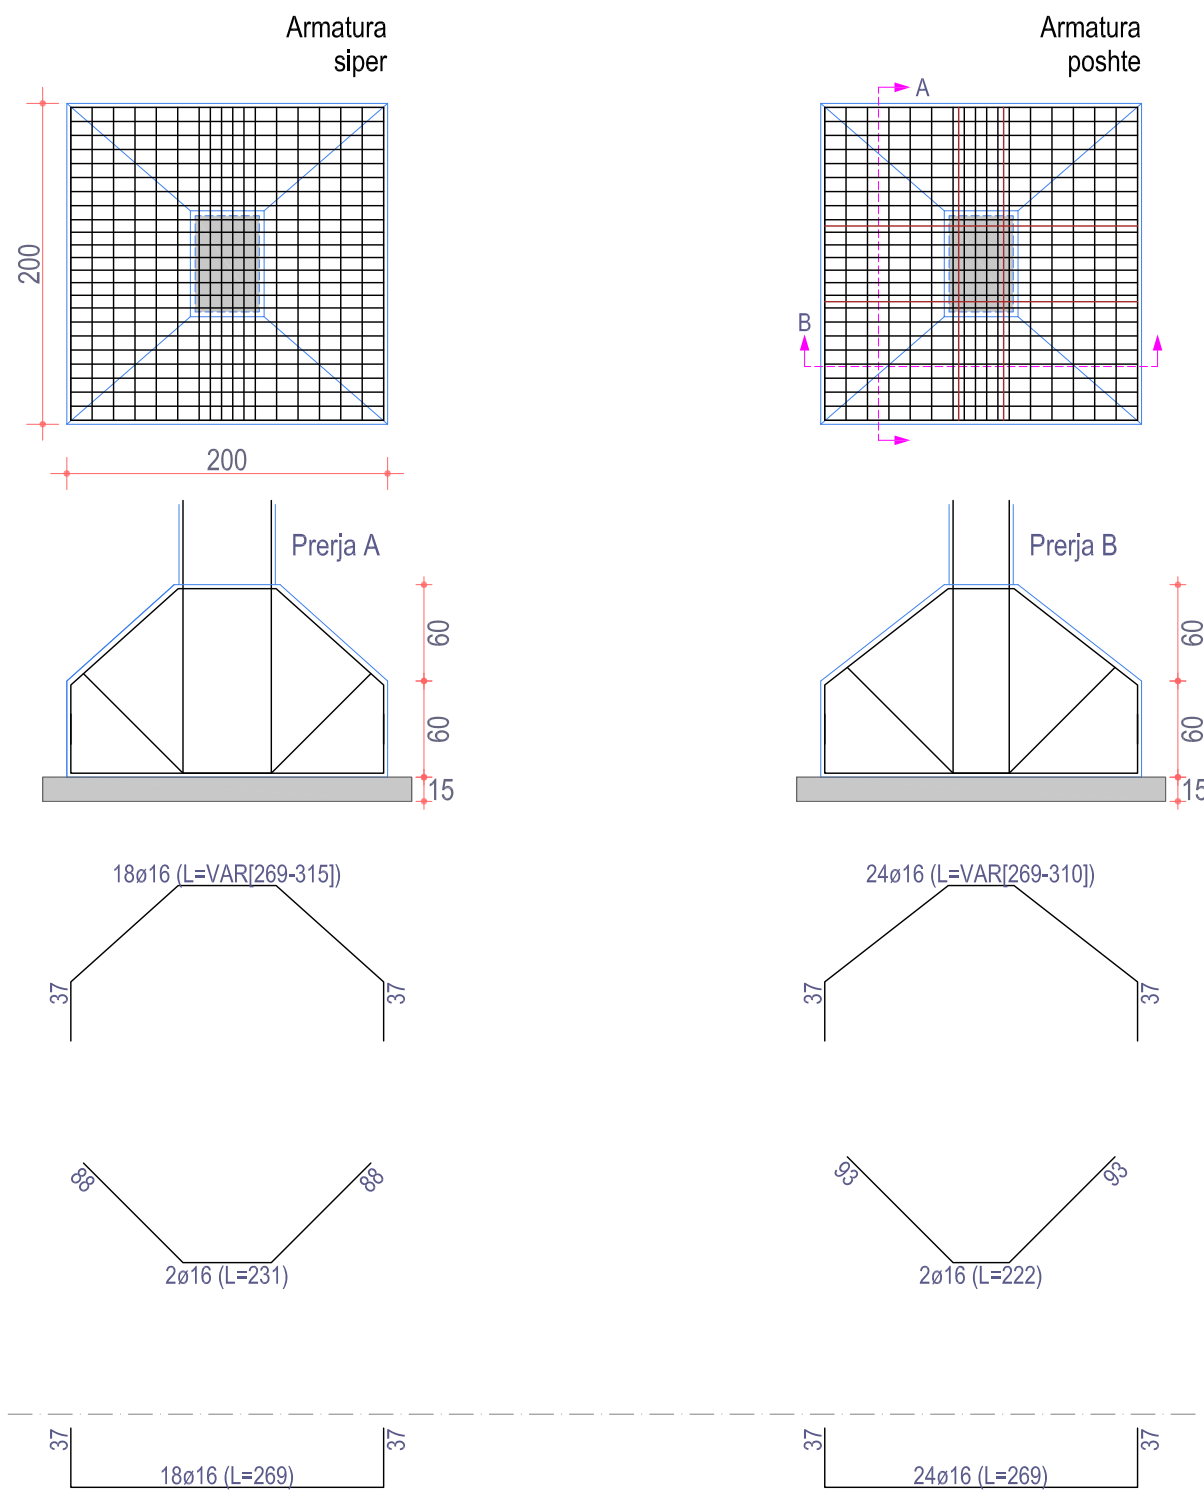 Armatura
siper
Armatura
poshte
A
200
B
200
Prerja A
Prerja B
60
60
60
60
15
15
18ø16 (L=VAR[269-315])
24ø16 (L=VAR[269-310])
37
37
37
37
88
88
93
93
2ø16 (L=231)
2ø16 (L=222)
37
37
37
37
18ø16 (L=269)
24ø16 (L=269)